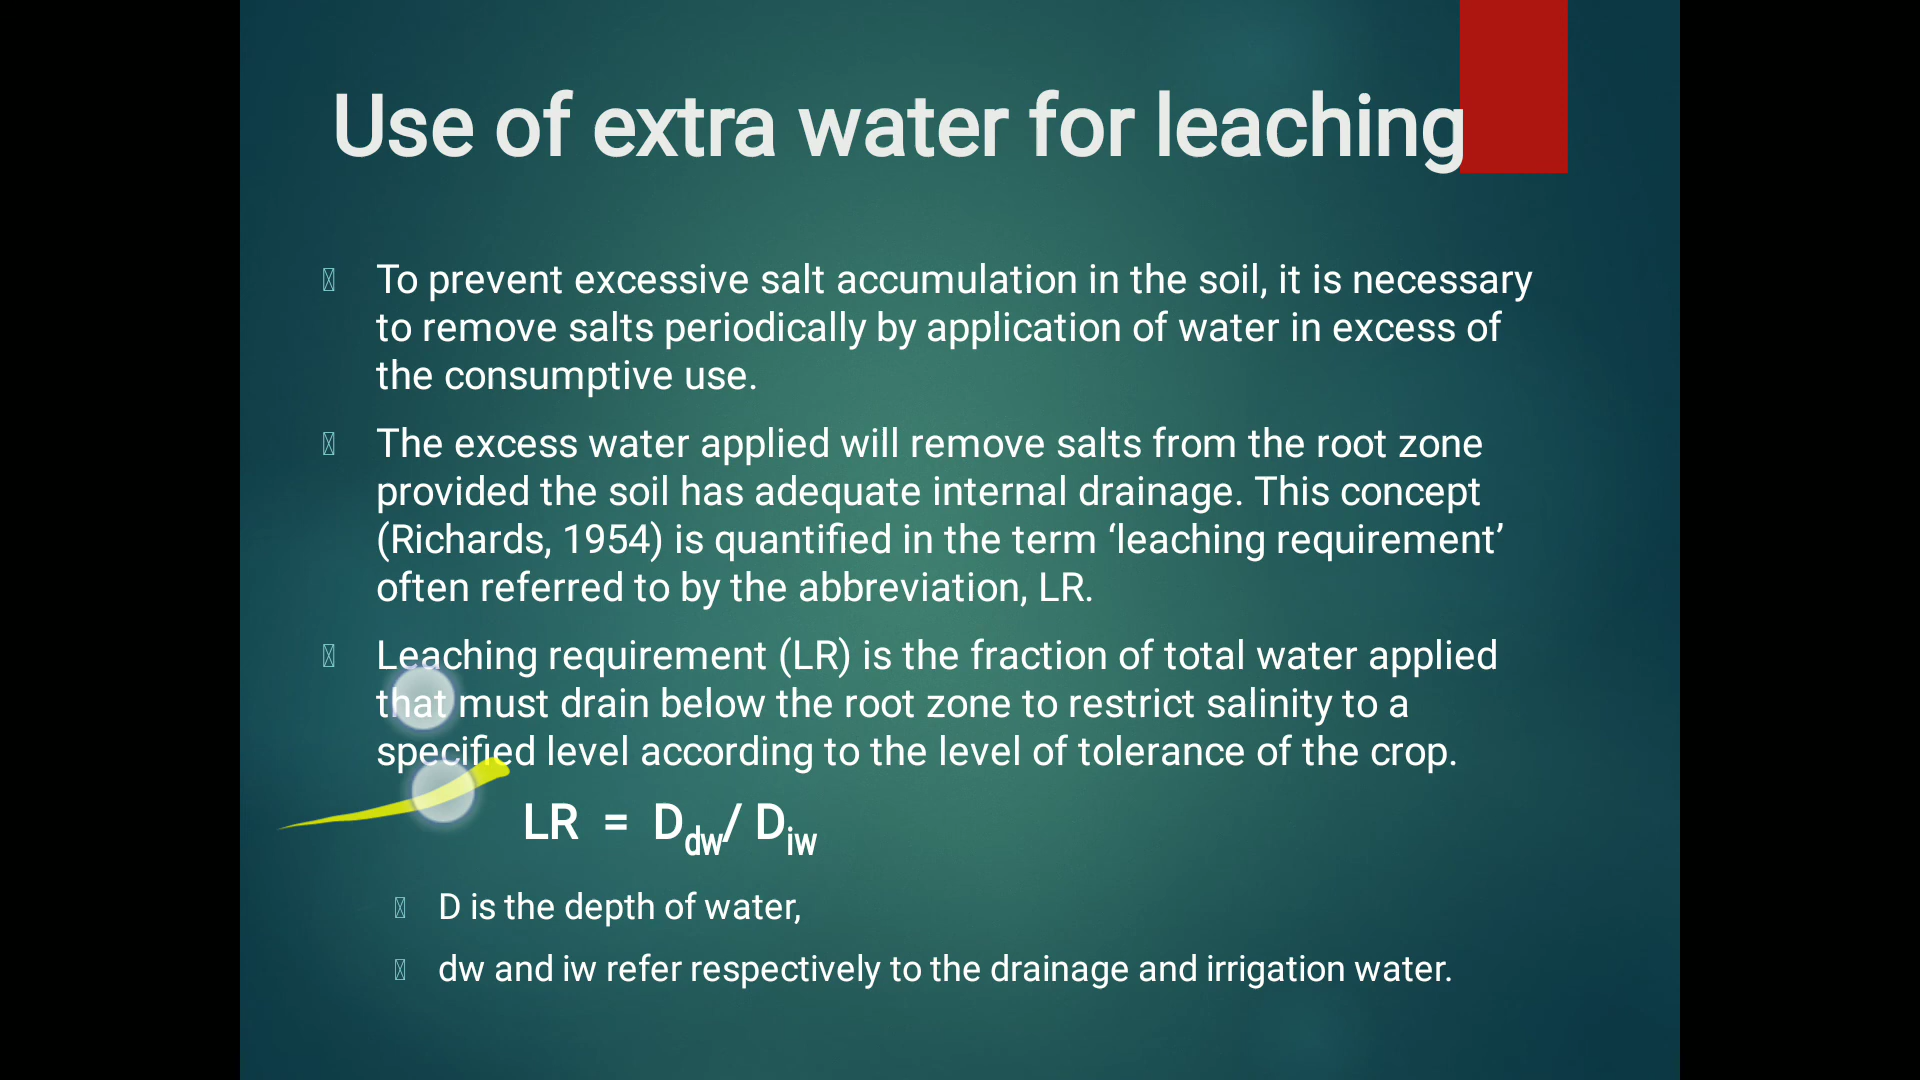 Use of extra water for leaching
To prevent excessive salt accumulation in the soil, it is necessary
to remove salts periodically by application of water in excess of
the consumptive use.
The excess water applied will remove salts from the root zone
provided the soil has adequate internal drainage. This concept
(Richards, 1954) is quantified in the term ‘leaching requirement’
often referred to by the abbreviation, LR.
Leaching requirement (LR) is the fraction of total water applied
that must drain below the root zone to restrict salinity to a
specified level according to the level of tolerance of the crop.
LR = Ddw/ Diw
D is the depth of water,
dw and iw refer respectively to the drainage and irrigation water.